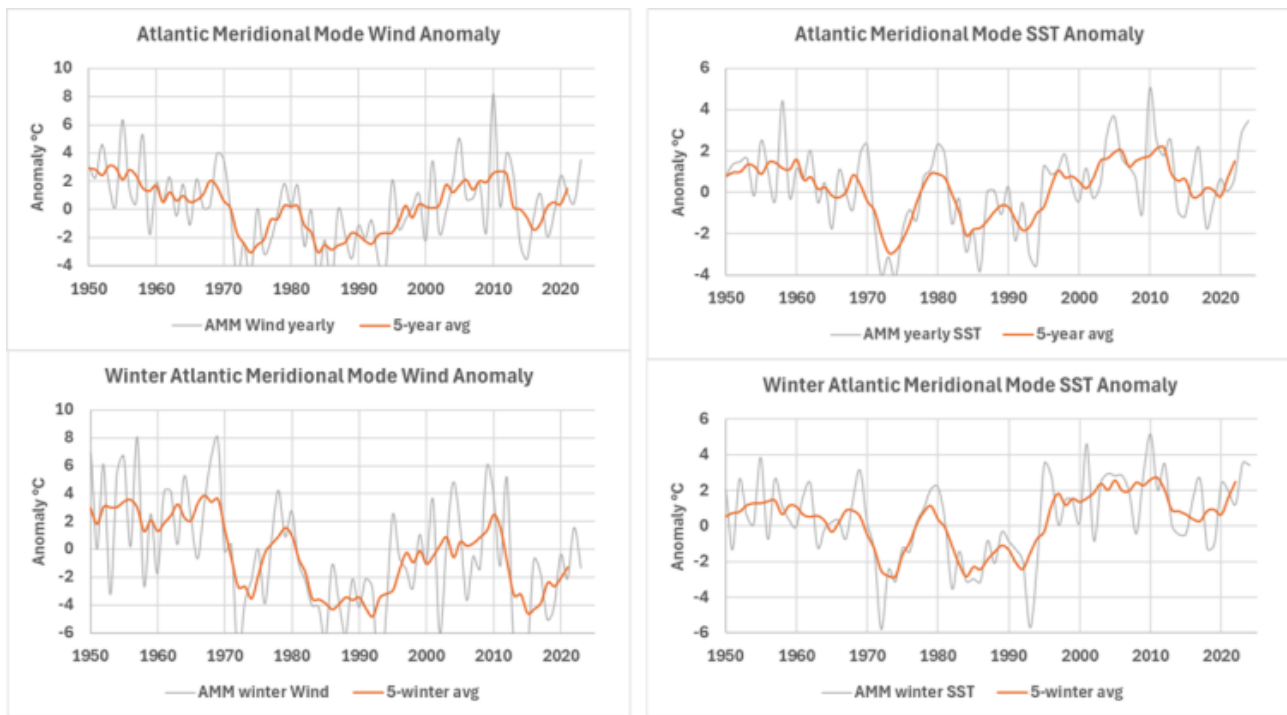 Atlantic Meridional Mode Wind Anomaly
10
8
6
4
2
0
-2
-4
Anomaly °C
1950 1960 1970 1980 1990 2000 2010 2020
AMM Wind yearly 5-year avg
Atlantic Meridional Mode SST Anomaly
6
4
2
0
-2
-4
Anomaly °C
1950 1960 1970 1980 1990 2000 2010 2020
AMM yearly SST 5-year avg
Winter Atlantic Meridional Mode Wind Anomaly
10
8
6
4
2
0
-2
-4
-6
Anomaly °C
1950 1960 1970 1980 1990 2000 2010 2020
AMM winter Wind 5-winter avg
Winter Atlantic Meridional Mode SST Anomaly
6
4
2
0
-2
-4
-6
Anomaly °C
1950 1960 1970 1980 1990 2000 2010 2020
AMM winter SST 5-winter avg